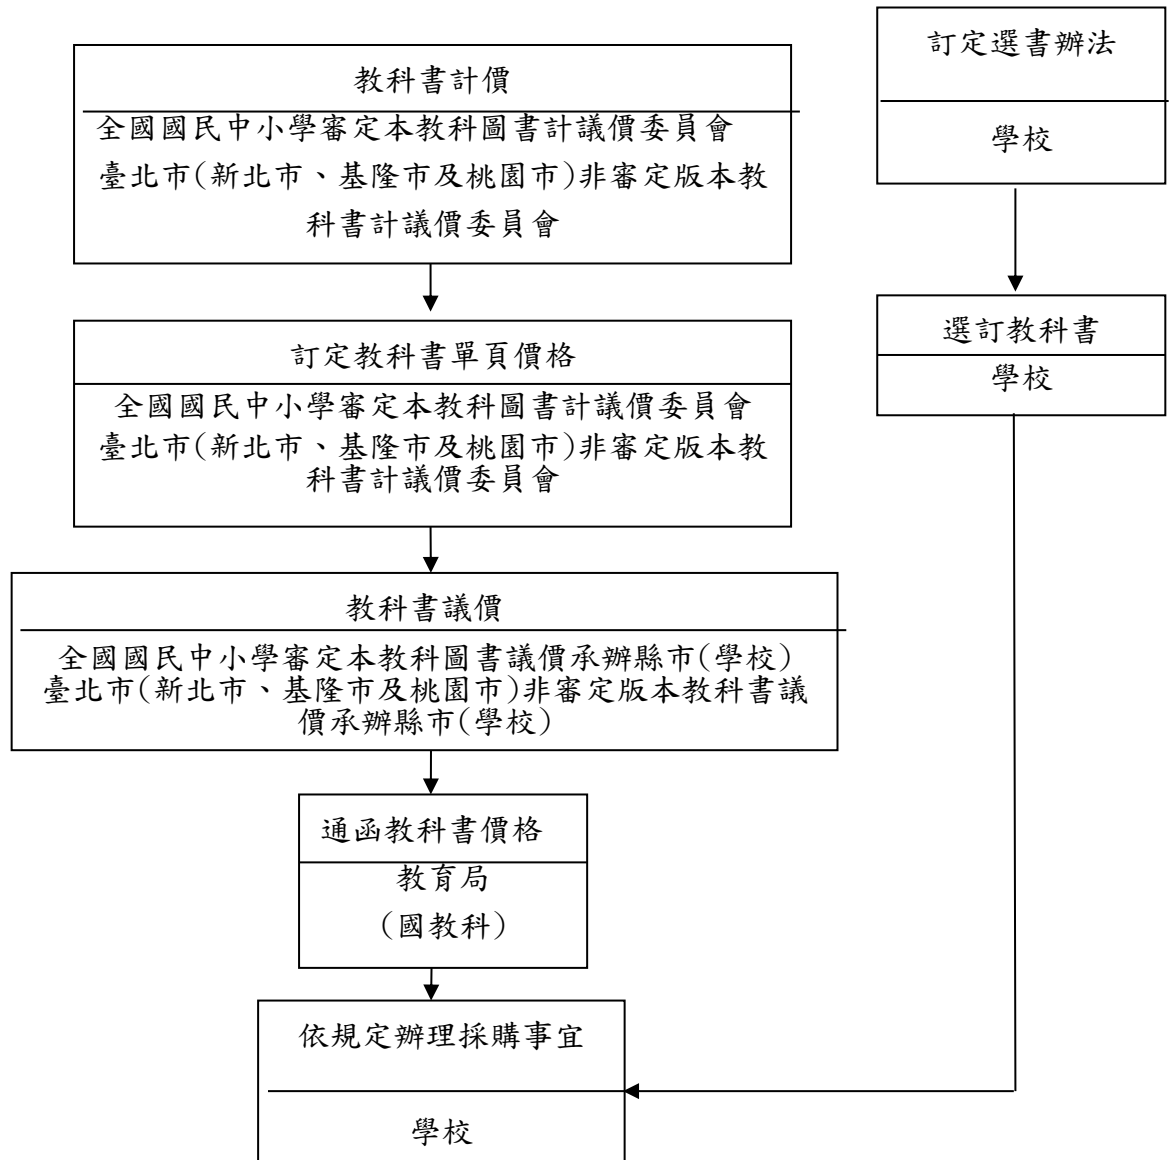 教科書計價
全國國民中小學審定本教科圖書計議價委員會
臺北市(新北市、基隆市及桃園市)非審定版本教
科書計議價委員會
訂定教科書單頁價格
全國國民中小學審定本教科圖書計議價委員會
臺北市(新北市、基隆市及桃園市)非審定版本教
科書計議價委員會
教科書議價
全國國民中小學審定本教科圖書議價承辦縣市(學校)
臺北市(新北市、基隆市及桃園市)非審定版本教科書議
價承辦縣市(學校)
通函教科書價格
教育局
(國教科)
訂定選書辦法
學校
選訂教科書
學校
依規定辦理採購事宜
學校